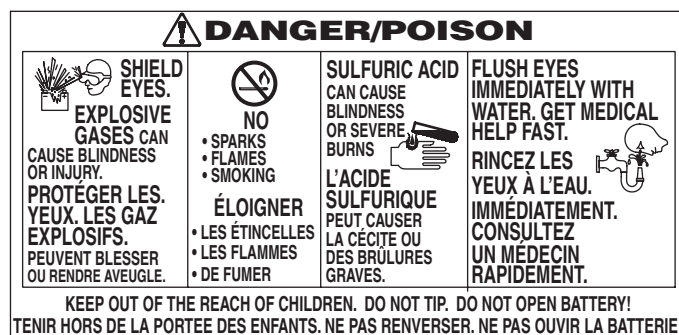 DANGER/POISON
SHIELD
EYES.
EXPLOSIVE
GASES CAN
CAUSE BLINDNESS
OR INJURY.
PROTÉGER LES.
YEUX. LES GAZ
EXPLOSIFS.
PEUVENT BLESSER
OU RENDRE AVEUGLE.
NO
• SPARKS
• FLAMES
• SMOKING
ÉLOIGNER
• LES ÉTINCELLES
• LES FLAMMES
• DE FUMER
SULFURIC ACID
CAN CAUSE
BLINDNESS
OR SEVERE
BURNS
L'ACIDE
SULFURIQUE
PEUT CAUSER
LA CÉCITE OU
DES BRÛLURES
GRAVES.
FLUSH EYES
IMMEDIATELY WITH
WATER. GET MEDICAL
HELP FAST.
RINCEZ LES
YEUX À L'EAU.
IMMÉDIATEMENT.
CONSULTEZ
UN MÉDECIN
RAPIDEMENT.
KEEP OUT OF THE REACH OF CHILDREN. DO NOT TIP. DO NOT OPEN BATTERY!
TENIR HORS DE LA PORTEE DES ENFANTS. NE PAS RENVERSER. NE PAS OUVIR LA BATTERIE